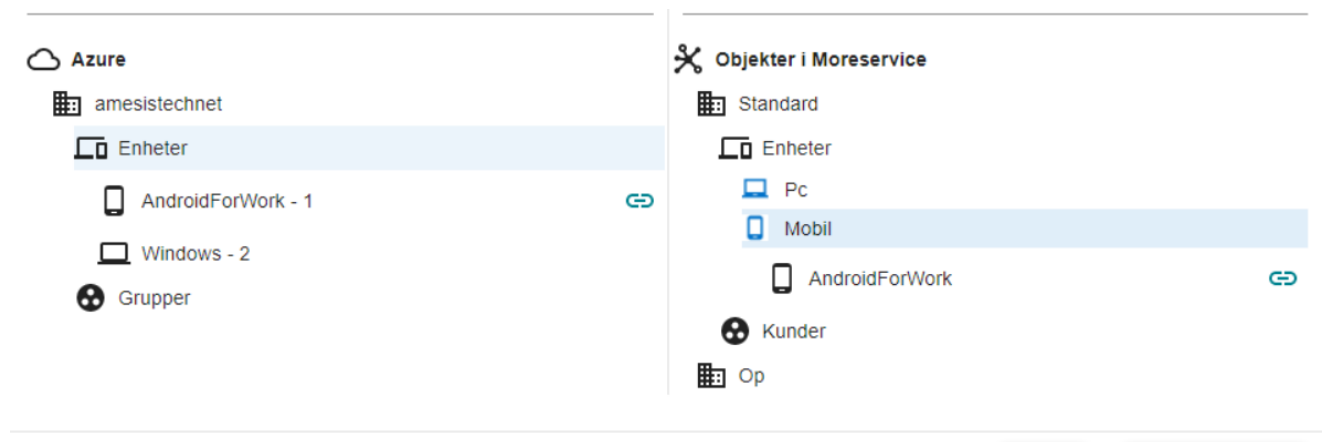 Azure
amesistechnet
Enheter
AndroidForWork - 1
Windows - 2
Grupper
Objekter i Moreservice
Standard
Enheter
Pc
Mobil
AndroidForWork
Kunder
Op